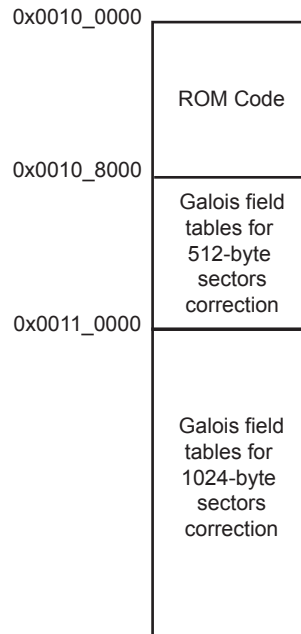 0x0010_0000
ROM Code
0x0010_8000
Galois field
tables for
512-byte
sectors
correction
0x0011_0000
Galois field
tables for
1024-byte
sectors
correction